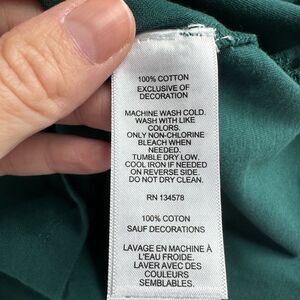 100% COTTON
EXCLUSIVE OF
DECORATION
MACHINE WASH COLD.
WASH WITH LIKE
COLORS.
ONLY NON-CHLORINE
BLEACH WHEN
NEEDED.
TUMBLE DRY LOW.
COOL IRON IF NEEDED
ON REVERSE SIDE.
DO NOT DRY CLEAN.
RN 134578
100% COTON
SAUF DECORATIONS
LAVAGE EN MACHINE À
L'EAU FROIDE.
LAVER AVEC DES
COULEURS
SEMBLABLES.